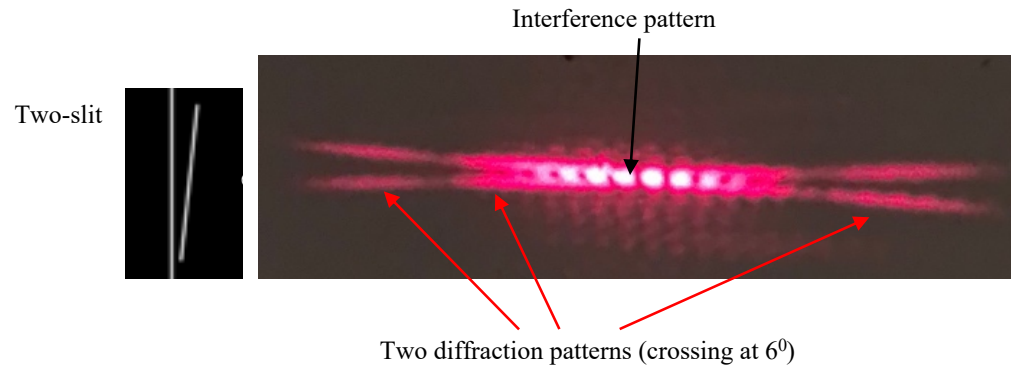 Interference pattern
Two-slit
Two diffraction patterns (crossing at 6⁰)